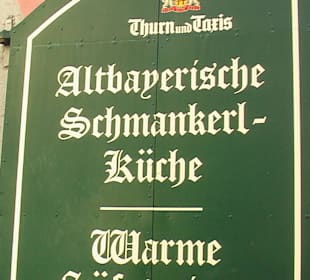 Thurn und Taxis
Altbayerische
Schmankerl-
Küche
Warme